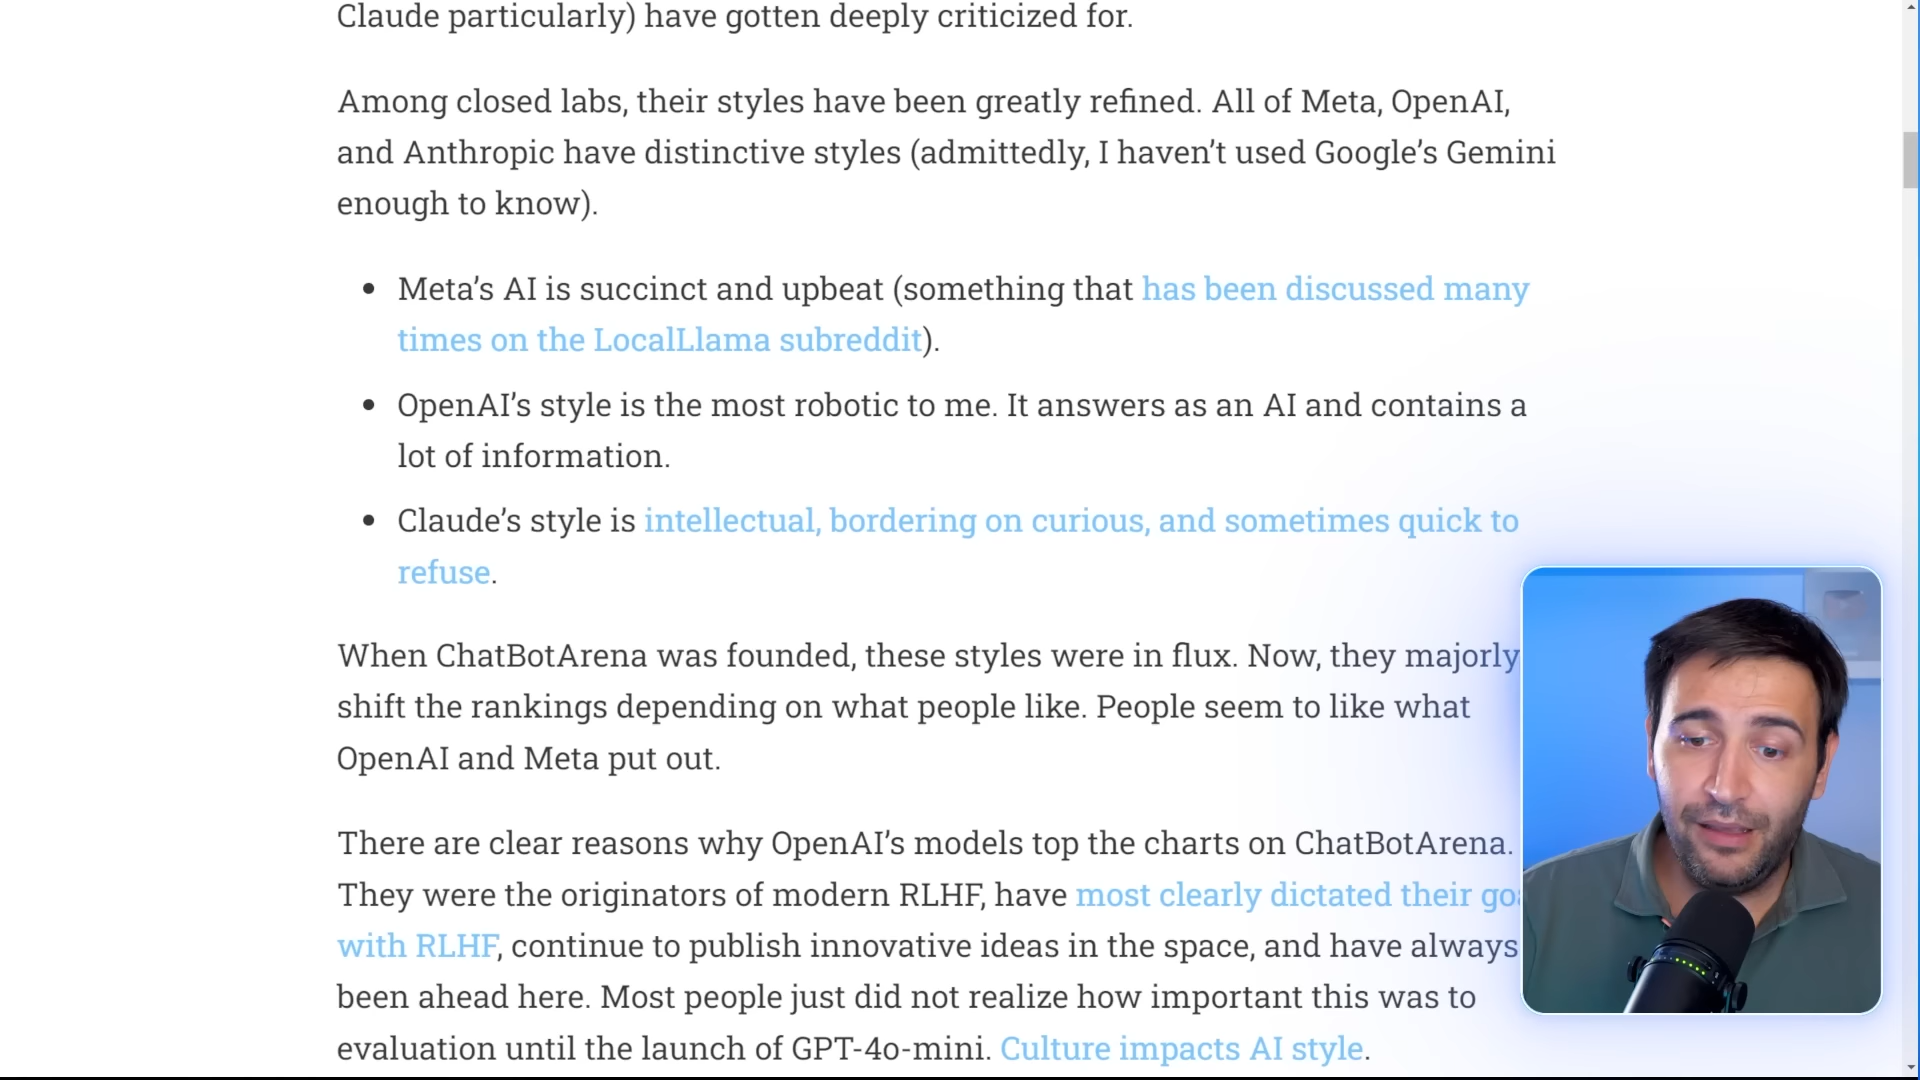 Claude particularly) have gotten deeply criticized for.
Among closed labs, their styles have been greatly refined. All of Meta, OpenAI,
and Anthropic have distinctive styles (admittedly, I haven’t used Google’s Gemini
enough to know).
• Meta’s AI is succinct and upbeat (something that has been discussed many
times on the LocalLlama subreddit).
• OpenAI’s style is the most robotic to me. It answers as an AI and contains a
lot of information.
• Claude’s style is intellectual, bordering on curious, and sometimes quick to
refuse.
When ChatBotArena was founded, these styles were in flux. Now, they majorly
shift the rankings depending on what people like. People seem to like what
OpenAI and Meta put out.
There are clear reasons why OpenAI’s models top the charts on ChatBotArena.
They were the originators of modern RLHF, have most clearly dictated their
with RLHF, continue to publish innovative ideas in the space, and have always
been ahead here. Most people just did not realize how important this was to
evaluation until the launch of GPT-4o-mini. Culture impacts AI style.